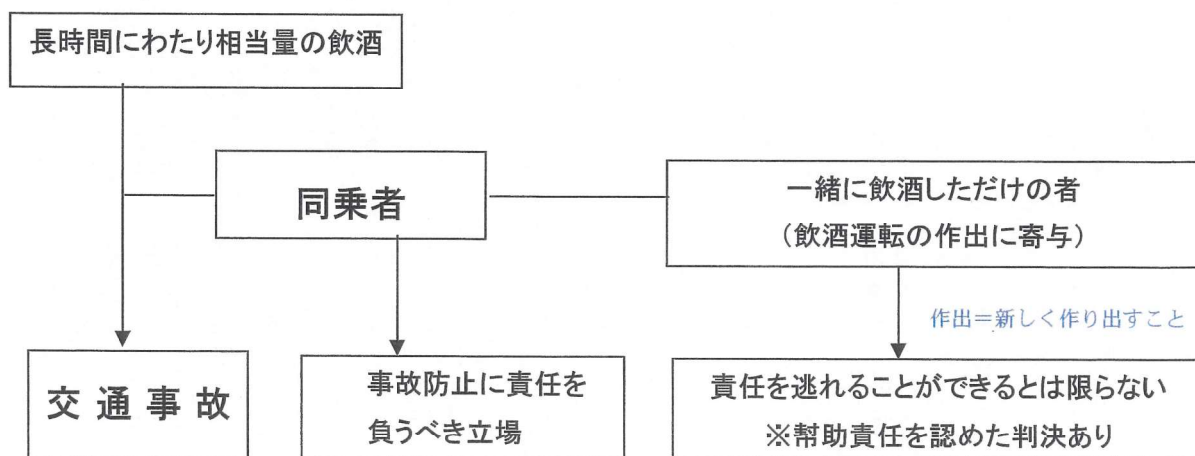 長時間にわたり相当量の飲酒
同乗者
一緒に飲酒しただけの者
(飲酒運転の作出に寄与)
作出=新しく作り出すこと
交通事故
事故防止に責任を
負うべき立場
責任を逃れることができるとは限らない
※幇助責任を認めた判決あり